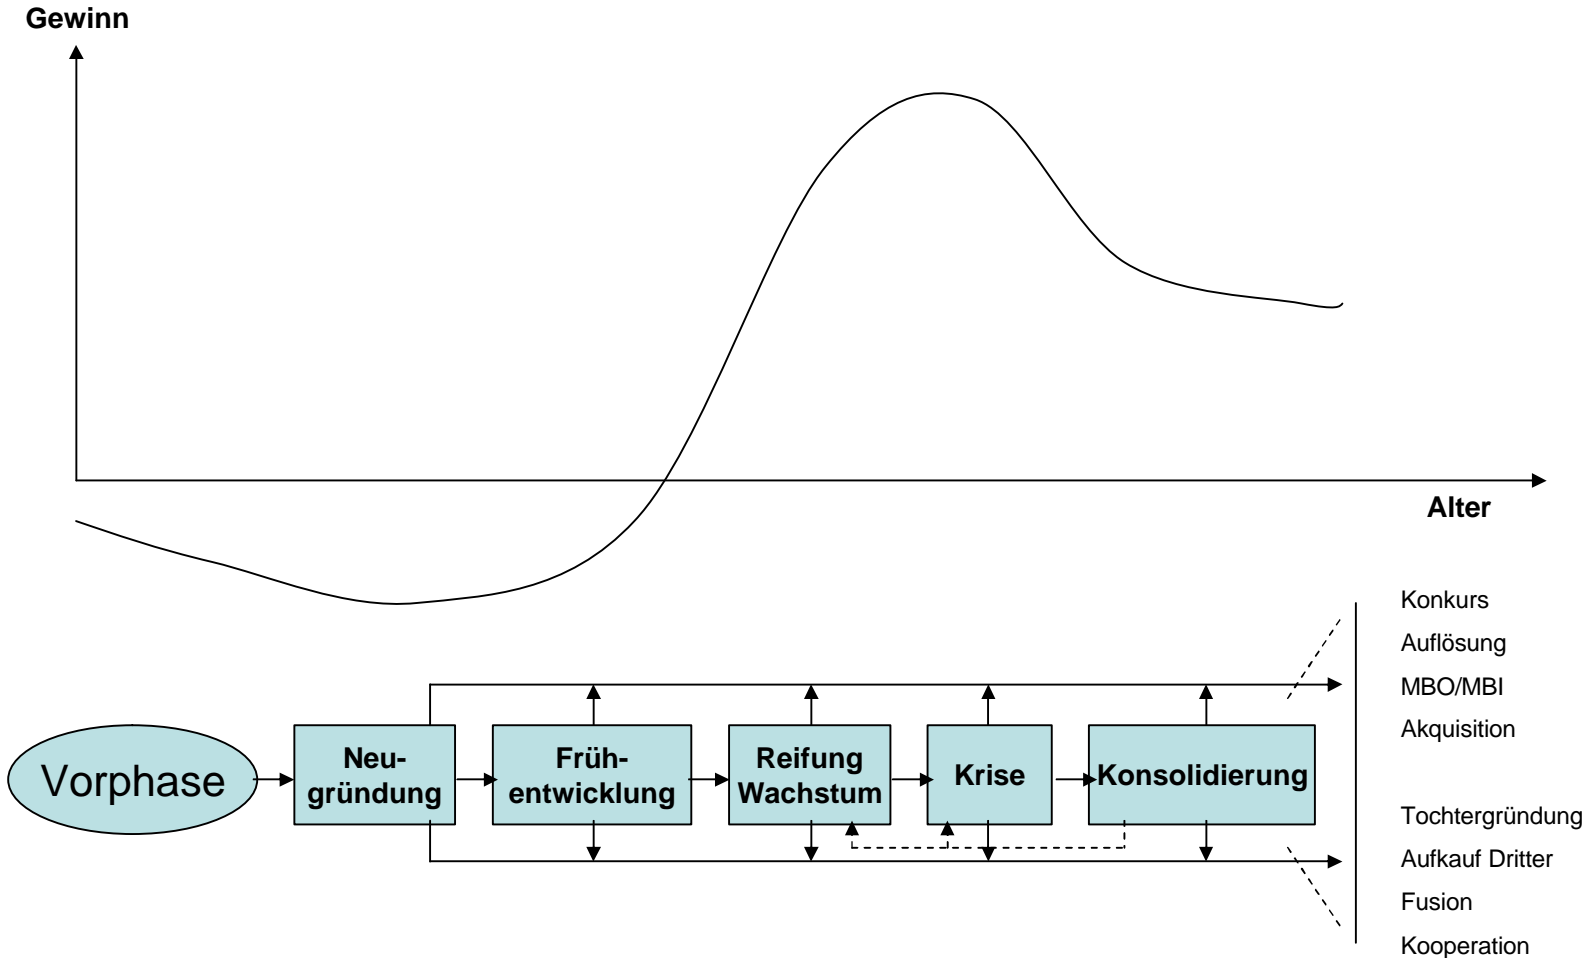 Gewinn
Alter
Vorphase
Neu-
gründung
Früh-
entwicklung
Reifung
Wachstum
Krise
Konsolidierung
Konkurs
Auflösung
MBO/MBI
Akquisition
Tochtergründung
Aufkauf Dritter
Fusion
Kooperation